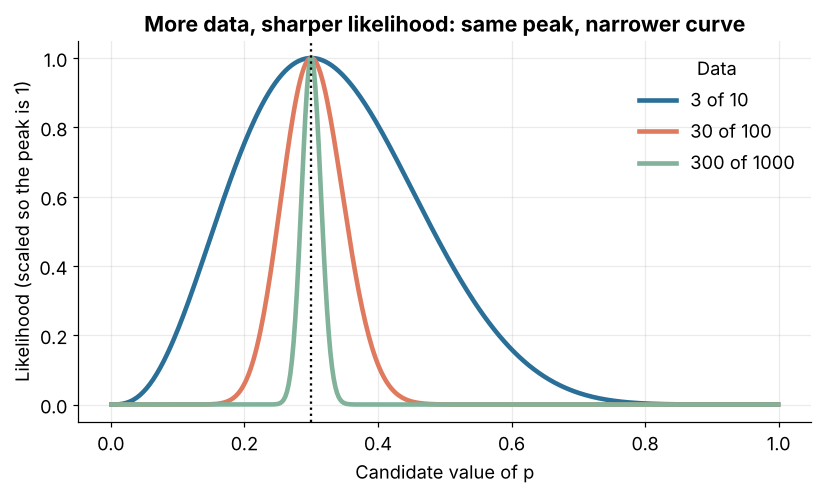 More data, sharper likelihood: same peak, narrower curve
Likelihood (scaled so the peak is 1)
1.0
0.8
0.6
0.4
0.2
0.0
Data
3 of 10
30 of 100
300 of 1000
0.0
0.2
0.4
0.6
0.8
1.0
Candidate value of p